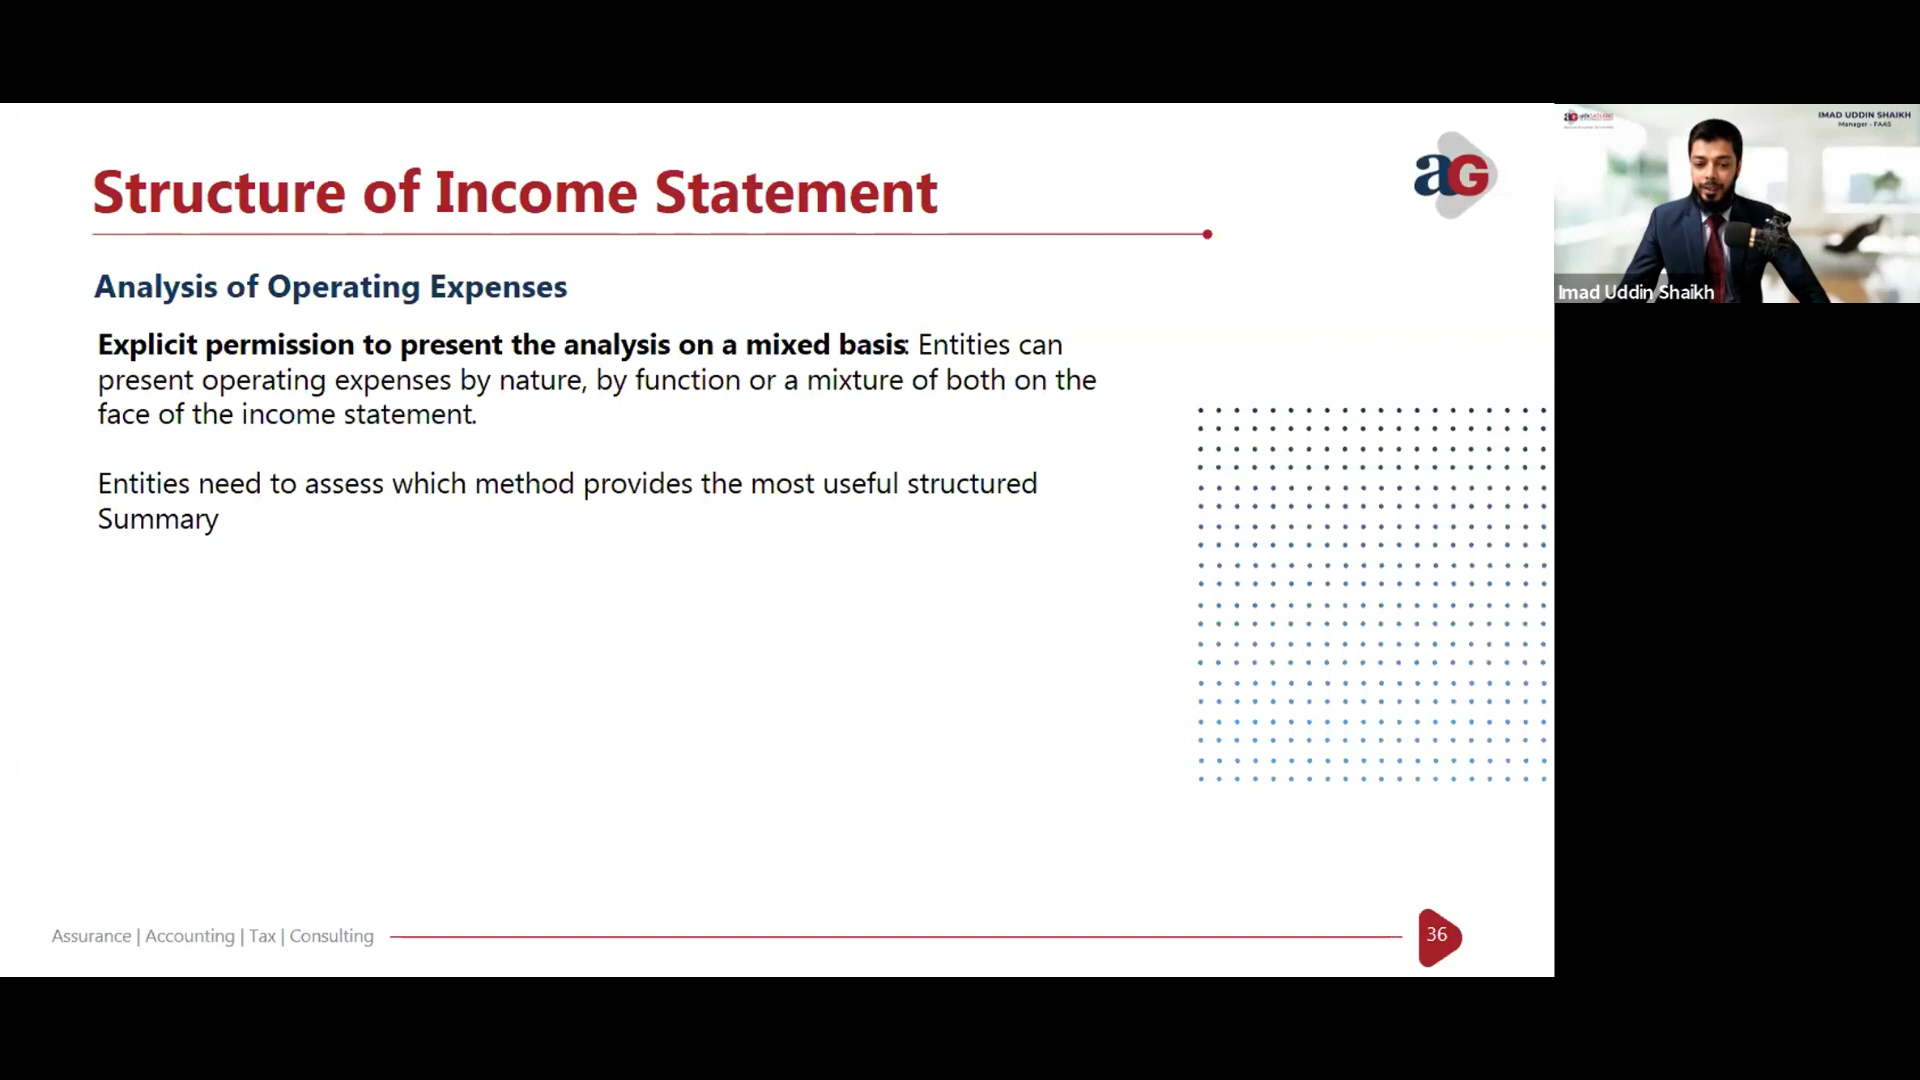 Structure of Income Statement
aG
Analysis of Operating Expenses
Explicit permission to present the analysis on a mixed basis: Entities can
present operating expenses by nature, by function or a mixture of both on the
face of the income statement.
Entities need to assess which method provides the most useful structured
Summary
Assurance | Accounting | Tax | Consulting
36
aG
IMAD UDDIN SHAIKH
Manager - FAAS
Imad Uddin Shaikh